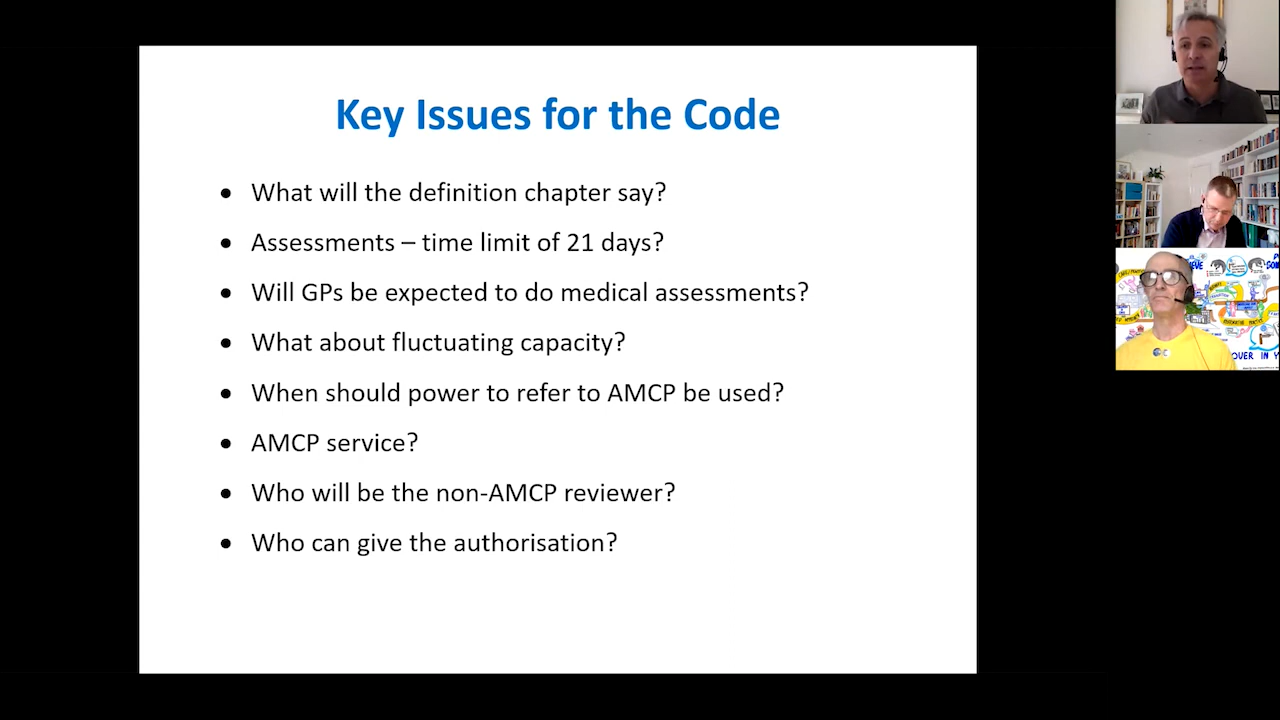 Key Issues for the Code
• What will the definition chapter say?
• Assessments – time limit of 21 days?
• Will GPs be expected to do medical assessments?
• What about fluctuating capacity?
• When should power to refer to AMCP be used?
• AMCP service?
• Who will be the non-AMCP reviewer?
• Who can give the authorisation?
OVER IN